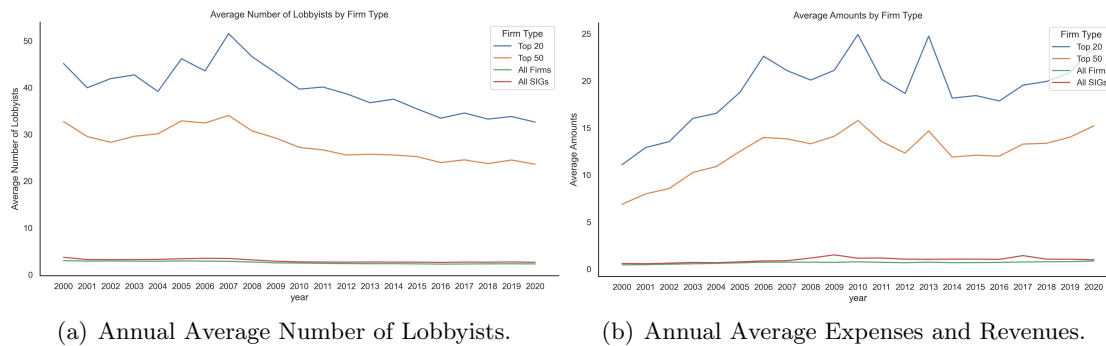 Average Number of Lobbyists by Firm Type
50
40
30
20
10
0
Average Number of Lobbyists
Firm Type
Top 20
Top 50
All Firms
All SIGs
2000 2001 2002 2003 2004 2005 2006 2007 2008 2009 2010 2011 2012 2013 2014 2015 2016 2017 2018 2019 2020
year
(a) Annual Average Number of Lobbyists.
Average Amounts by Firm Type
25
20
15
10
5
0
Average Amounts
Firm Type
Top 20
Top 50
All Firms
All SIGs
2000 2001 2002 2003 2004 2005 2006 2007 2008 2009 2010 2011 2012 2013 2014 2015 2016 2017 2018 2019 2020
year
(b) Annual Average Expenses and Revenues.